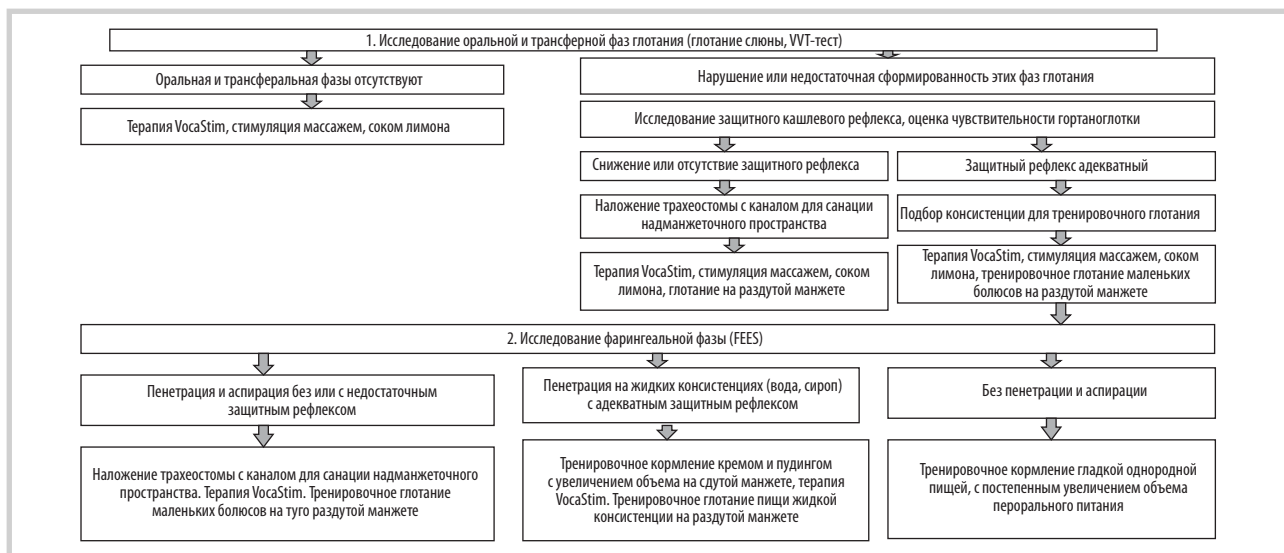 1. Исследование оральной и трансферной фаз глотания (глотание слюны, VVT-тест)
Оральная и трансферальная фазы отсутствуют
Терапия VocaStim, стимуляция массажем, соком лимона
Нарушение или недостаточная сформированность этих фаз глотания
Исследование защитного кашлевого рефлекса, оценка чувствительности гортаноглотки
Снижение или отсутствие защитного рефлекса
Наложение трахеостомы с каналом для санации
надманжеточного пространства
Терапия VocaStim, стимуляция массажем, соком
лимона, глотание на раздутой манжете
Защитный рефлекс адекватный
Подбор консистенции для тренировочного глотания
Терапия VocaStim, стимуляция массажем, соком
лимона, тренировочное глотание маленьких
болюсов на раздутой манжете
2. Исследование фарингеальной фазы (FEES)
Пенетрация и аспирация без или с недостаточным
защитным рефлексом
Наложение трахеостомы с каналом для санации надманжеточного
пространства. Терапия VocaStim. Тренировочное глотание
маленьких болюсов на туго раздутой манжете
Пенетрация на жидких консистенциях (вода, сироп)
с адекватным защитным рефлексом
Тренировочное кормление кремом и пудингом
с увеличением объема на сдутой манжете, терапия
VocaStim. Тренировочное глотание пищи жидкой
консистенции на раздутой манжете
Без пенетрации и аспирации
Тренировочное кормление гладкой однородной
пищей, с постепенным увеличением объема
перорального питания